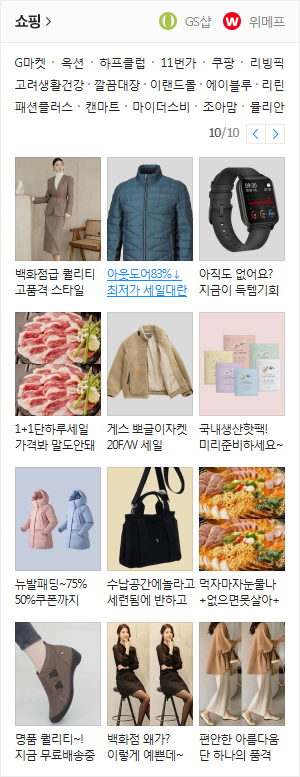 쇼핑 >
GS샵
위메프
G마켓 · 옥션 · 하프클럽 · 11번가 · 쿠팡 · 리빙픽
고려생활건강 · 깔끔대장 · 이랜드몰 · 에이블루 · 리린
패션플러스 · 캔마트 · 마이더스비 · 조아맘 · 뮬리안
10/10
백화점급 퀄리티
고품격 스타일
아웃도어83%↓
최저가 세일대란
아직도 없어요?
지금이 득템기회
1+1단하루세일
가격봐 말도안돼
게스 뽀글이자켓
20F/W 세일
국내생산핫팩!
미리준비하세요~
뉴발패딩~75%
50%쿠폰까지
수납공간에놀라고
세련됨에 반하고
먹자마자눈물나
+없으면못살아+
명품 퀄리티~!
지금 무료배송중
백화점 왜가?
이렇게 예쁜데~
편안한 아름다움
단 하나의 품격